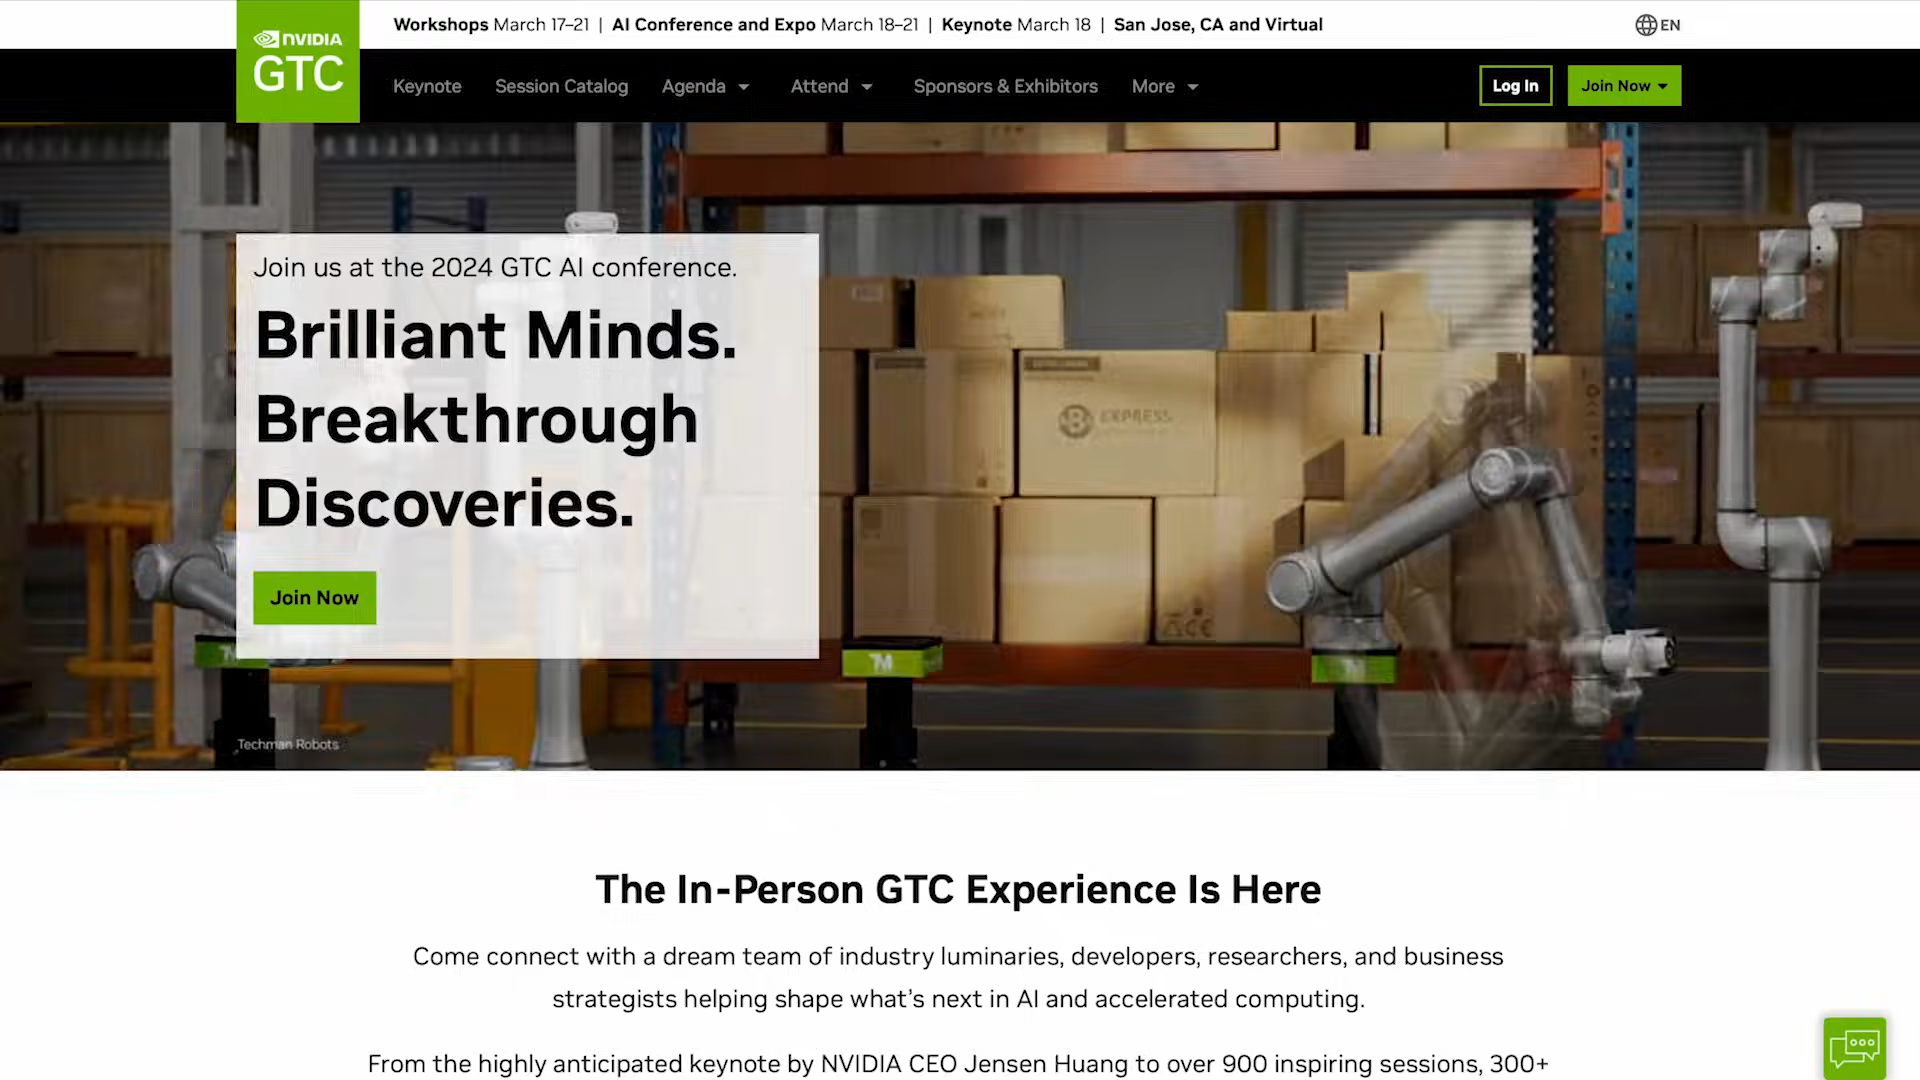 Workshops March 17–21 | AI Conference and Expo March 18–21 | Keynote March 18 | San Jose, CA and Virtual
EN
NVIDIA
GTC
Keynote
Session Catalog
Agenda
Attend
Sponsors & Exhibitors
More
Log In
Join Now
Join us at the 2024 GTC AI conference.
Brilliant Minds.
Breakthrough
Discoveries.
Join Now
B EXPRESS
TM
Techman Robots
The In-Person GTC Experience Is Here
Come connect with a dream team of industry luminaries, developers, researchers, and business
strategists helping shape what’s next in AI and accelerated computing.
From the highly anticipated keynote by NVIDIA CEO Jensen Huang to over 900 inspiring sessions, 300+